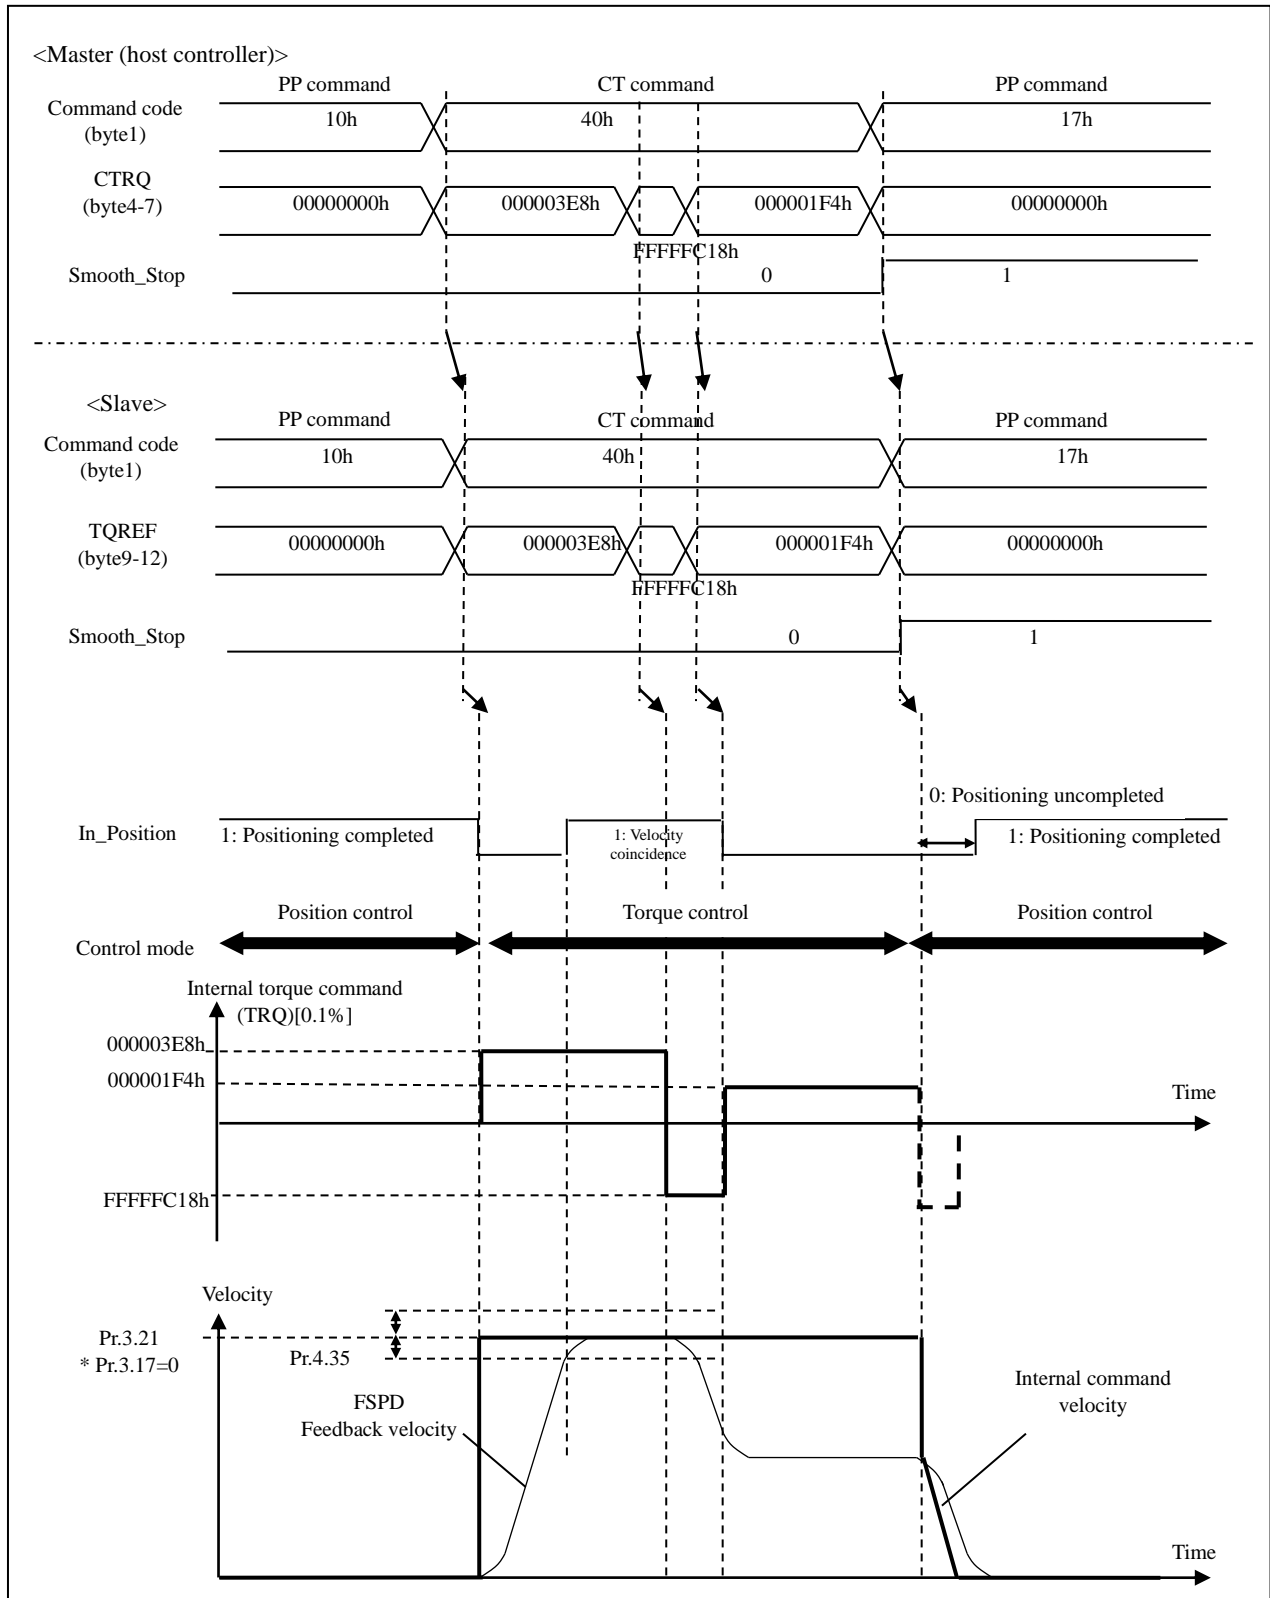 <Master (host controller)>
PP command CT command PP command
Command code
(byte1)
10h 40h 17h
CTRQ
(byte4-7)
00000000h 000003E8h 000001F4h 00000000h
FFFFFC18h
Smooth_Stop 0 1
<Slave>
PP command CT command PP command
Command code
(byte1)
10h 40h 17h
TQREF
(byte9-12)
00000000h 000003E8h 000001F4h 00000000h
FFFFFC18h
Smooth_Stop 0 1
0: Positioning uncompleted
In_Position 1: Positioning completed 1: Velocity
coincidence
1: Positioning completed
Position control Torque control Position control
Control mode
Internal torque command
(TRQ)[0.1%]
000003E8h
000001F4h
Time
FFFFFC18h
Velocity
Pr.3.21
* Pr.3.17=0
Pr.4.35
FSPD
Feedback velocity
Internal command
velocity
Time